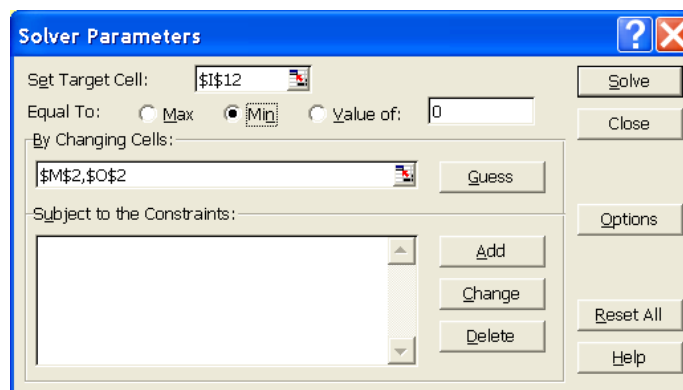 Solver Parameters
?
Set Target Cell: $I$12 Solve
Equal To: Max Min Value of: 0 Close
By Changing Cells:
$M$2,$O$2 Guess
Subject to the Constraints: Options
Add
Change
Reset All
Delete
Help